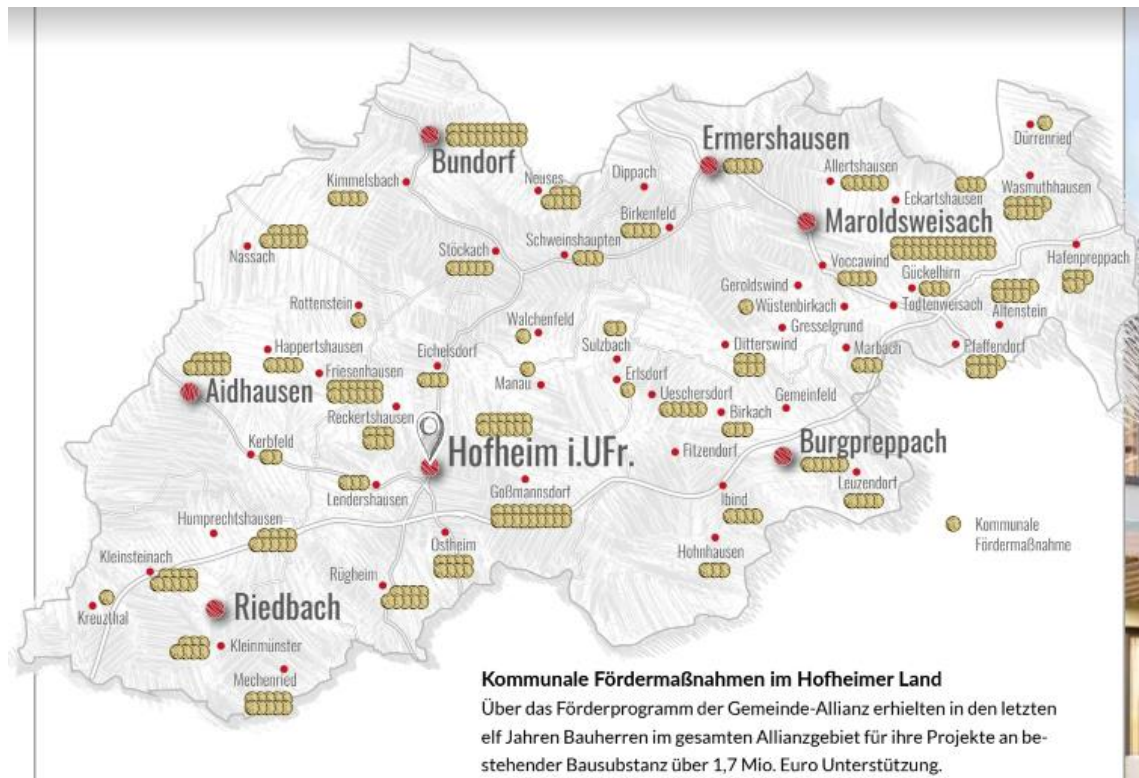 Bundorf
Ermershausen
Dürrenried
Kimmelsbach
Neuses
Dippach
Allertshausen
Eckartshausen
Wasmuthhausen
Birkenfeld
Maroldsweisach
Nassach
Stöckach
Schweinshaupten
Voccawind
Hafenpreppach
Gückelhirn
Geroldswind
Rottenstein
Wüstenbirkach
Todtenweisach
Altenstein
Walchenfeld
Gresselgrund
Happertshausen
Eichelsdorf
Sulzbach
Ditterswind
Marbach
Pfaffendorf
Friesenhausen
Manau
Erlsdorf
Aidhausen
Ueschersdorf
Gemeinfeld
Reckertshausen
Birkach
Kerbfeld
Hofheim i.UFr.
Fitzendorf
Burgpreppach
Lendershausen
Goßmannsdorf
Ibind
Leuzendorf
Humprechtshausen
Ostheim
Hohnhausen
Kommunale
Fördermaßnahme
Kleinsteinach
Rügheim
Kreuzthal
Riedbach
Kleinmünster
Mechenried
Kommunale Fördermaßnahmen im Hofheimer Land
Über das Förderprogramm der Gemeinde-Allianz erhielten in den letzten
elf Jahren Bauherren im gesamten Allianzgebiet für ihre Projekte an be-
stehender Bausubstanz über 1,7 Mio. Euro Unterstützung.